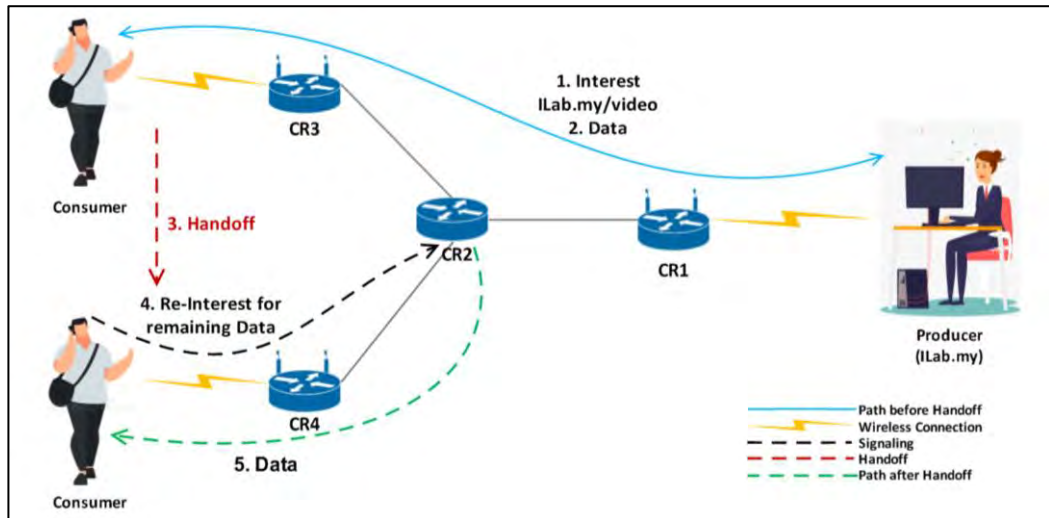 1. Interest
ILab.my/video
2. Data
CR3
Consumer
3. Handoff
CR2
CR1
4. Re-Interest for
remaining Data
Producer
(ILab.my)
CR4
5. Data
Consumer
Path before Handoff
Wireless Connection
Signaling
Handoff
Path after Handoff